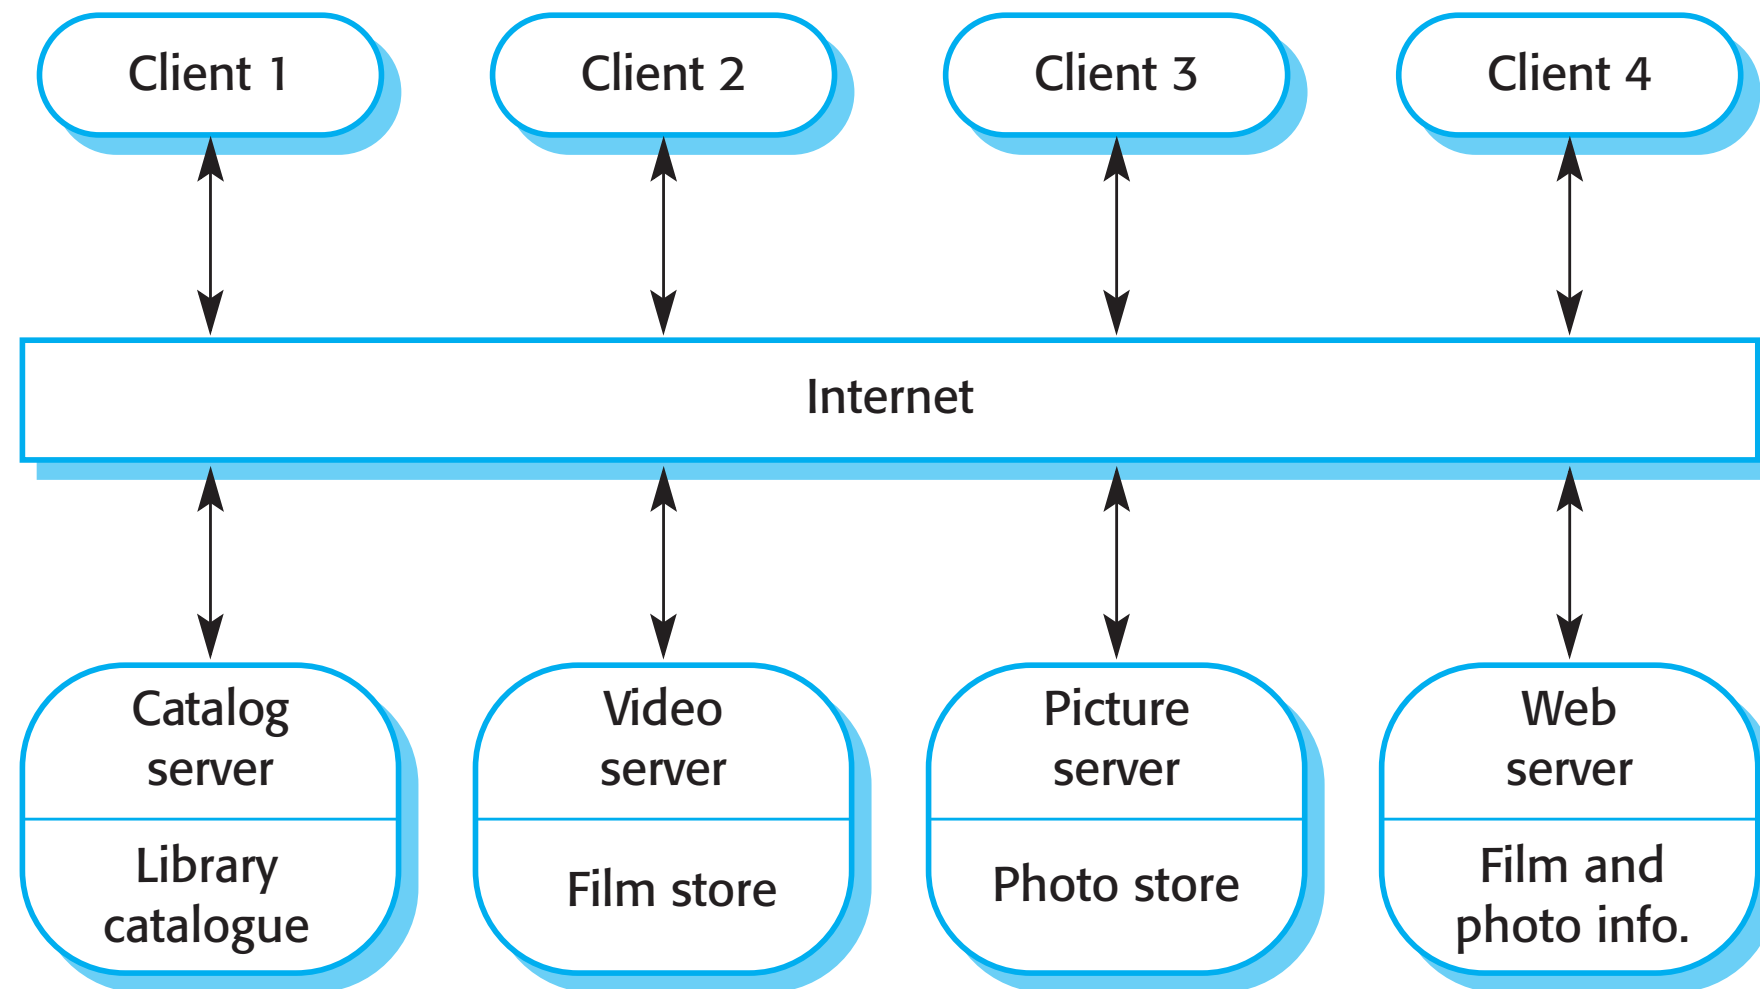 Client 1
Client 2
Client 3
Client 4
Internet
Catalog
server
Library
catalogue
Video
server
Film store
Picture
server
Photo store
Web
server
Film and
photo info.